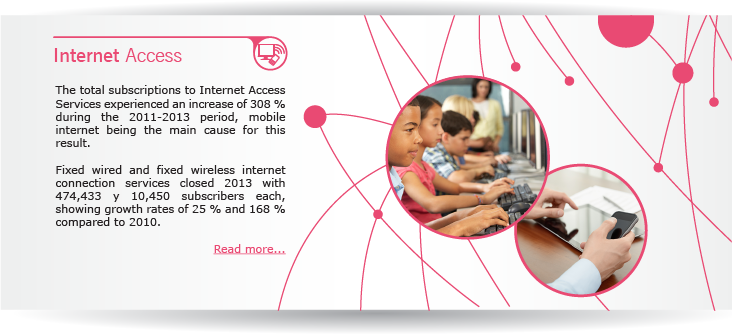 Internet Access
The total subscriptions to Internet Access
Services experienced an increase of 308 %
during the 2011-2013 period, mobile
internet being the main cause for this
result.
Fixed wired and fixed wireless internet
connection services closed 2013 with
474,433 y 10,450 subscribers each,
showing growth rates of 25 % and 168 %
compared to 2010.
Read more...